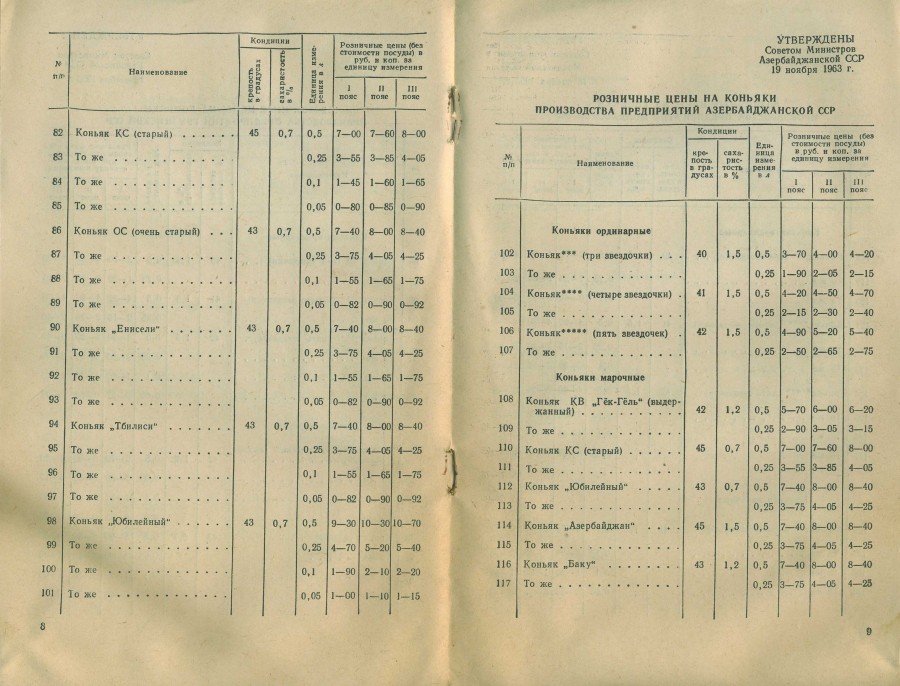 № п/п
Наименование
Кондиции
крепость в градусах
сахаристость в %
Единица измерения в л
Розничные цены (без
стоимости посуды) в
руб. и коп. за
единицу измерения
I пояс II пояс III пояс
82 Коньяк КС (старый) . . . . . . 45 0,7 0,5 7—00 7—60 8—00
83 То же . . . . . . . . . . . . 0,25 3—55 3—85 4—05
84 То же . . . . . . . . . . . . 0,1 1—45 1—60 1—65
85 То же . . . . . . . . . . . . 0,05 0—80 0—85 0—90
86 Коньяк ОС (очень старый) . . . 43 0,7 0,5 7—40 8—00 8—40
87 То же . . . . . . . . . . . . 0,25 3—75 4—05 4—25
88 То же . . . . . . . . . . . . 0,1 1—55 1—65 1—75
89 То же . . . . . . . . . . . . 0,05 0—82 0—90 0—92
90 Коньяк „Енисели“ . . . . . . . 43 0,7 0,5 7—40 8—00 8—40
91 То же . . . . . . . . . . . . 0,25 3—75 4—05 4—25
92 То же . . . . . . . . . . . . 0,1 1—55 1—65 1—75
93 То же . . . . . . . . . . . . 0,05 0—82 0—90 0—92
94 Коньяк „Тбилиси“ . . . . . . . 43 0,7 0,5 7—40 8—00 8—40
95 То же . . . . . . . . . . . . 0,25 3—75 4—05 4—25
96 То же . . . . . . . . . . . . 0,1 1—55 1—65 1—75
97 То же . . . . . . . . . . . . 0,05 0—82 0—90 0—92
98 Коньяк „Юбилейный“ . . . . . . 43 0,7 0,5 9—30 10—30 10—70
99 То же . . . . . . . . . . . . 0,25 4—70 5—20 5—40
100 То же . . . . . . . . . . . . 0,1 1—90 2—10 2—20
101 То же . . . . . . . . . . . . 0,05 1—00 1—10 1—15
8
УТВЕРЖДЕНЫ
Советом Министров
Азербайджанской ССР
19 ноября 1963 г.
РОЗНИЧНЫЕ ЦЕНЫ НА КОНЬЯКИ
ПРОИЗВОДСТВА ПРЕДПРИЯТИЙ АЗЕРБАЙДЖАНСКОЙ ССР
№ п/п
Наименование
Кондиции
кре-
пость
в гра-
дусах
саха-
рис-
тость
в %
Еди-
ница
изме-
рения
в л
Розничные цены (без
стоимости посуды)
в руб. и коп. за
единицу измерения
I пояс II пояс III пояс
Коньяки ординарные
102 Коньяк*** (три звездочки) . . . 40 1,5 0,5 3—70 4—00 4—20
103 То же . . . . . . . . . . . . 0,25 1—90 2—05 2—15
104 Коньяк**** (четыре звездочки) . 41 1,5 0,5 4—20 4—50 4—70
105 То же . . . . . . . . . . . . 0,25 2—15 2—30 2—40
106 Коньяк***** (пять звездочек) . 42 1,5 0,5 4—90 5—20 5—40
107 То же . . . . . . . . . . . . 0,25 2—50 2—65 2—75
Коньяки марочные
108 Коньяк КВ „Гёк-Гёль“ (выдер-
жанный) . . . . . . . . . . 42 1,2 0,5 5—70 6—00 6—20
109 То же . . . . . . . . . . . . 0,25 2—90 3—05 3—15
110 Коньяк КС (старый) . . . . . . 45 0,7 0,5 7—00 7—60 8—00
111 То же . . . . . . . . . . . . 0,25 3—55 3—85 4—05
112 Коньяк „Юбилейный“ . . . . . 43 0,7 0,5 7—40 8—00 8—40
113 То же . . . . . . . . . . . . 0,25 3—75 4—05 4—25
114 Коньяк „Азербайджан“ . . . . 45 1,5 0,5 7—40 8—00 8—40
115 То же . . . . . . . . . . . . 0,25 3—75 4—05 4—25
116 Коньяк „Баку“ . . . . . . . . 43 1,2 0,5 7—40 8—00 8—40
117 То же . . . . . . . . . . . . 0,25 3—75 4—05 4—25
9